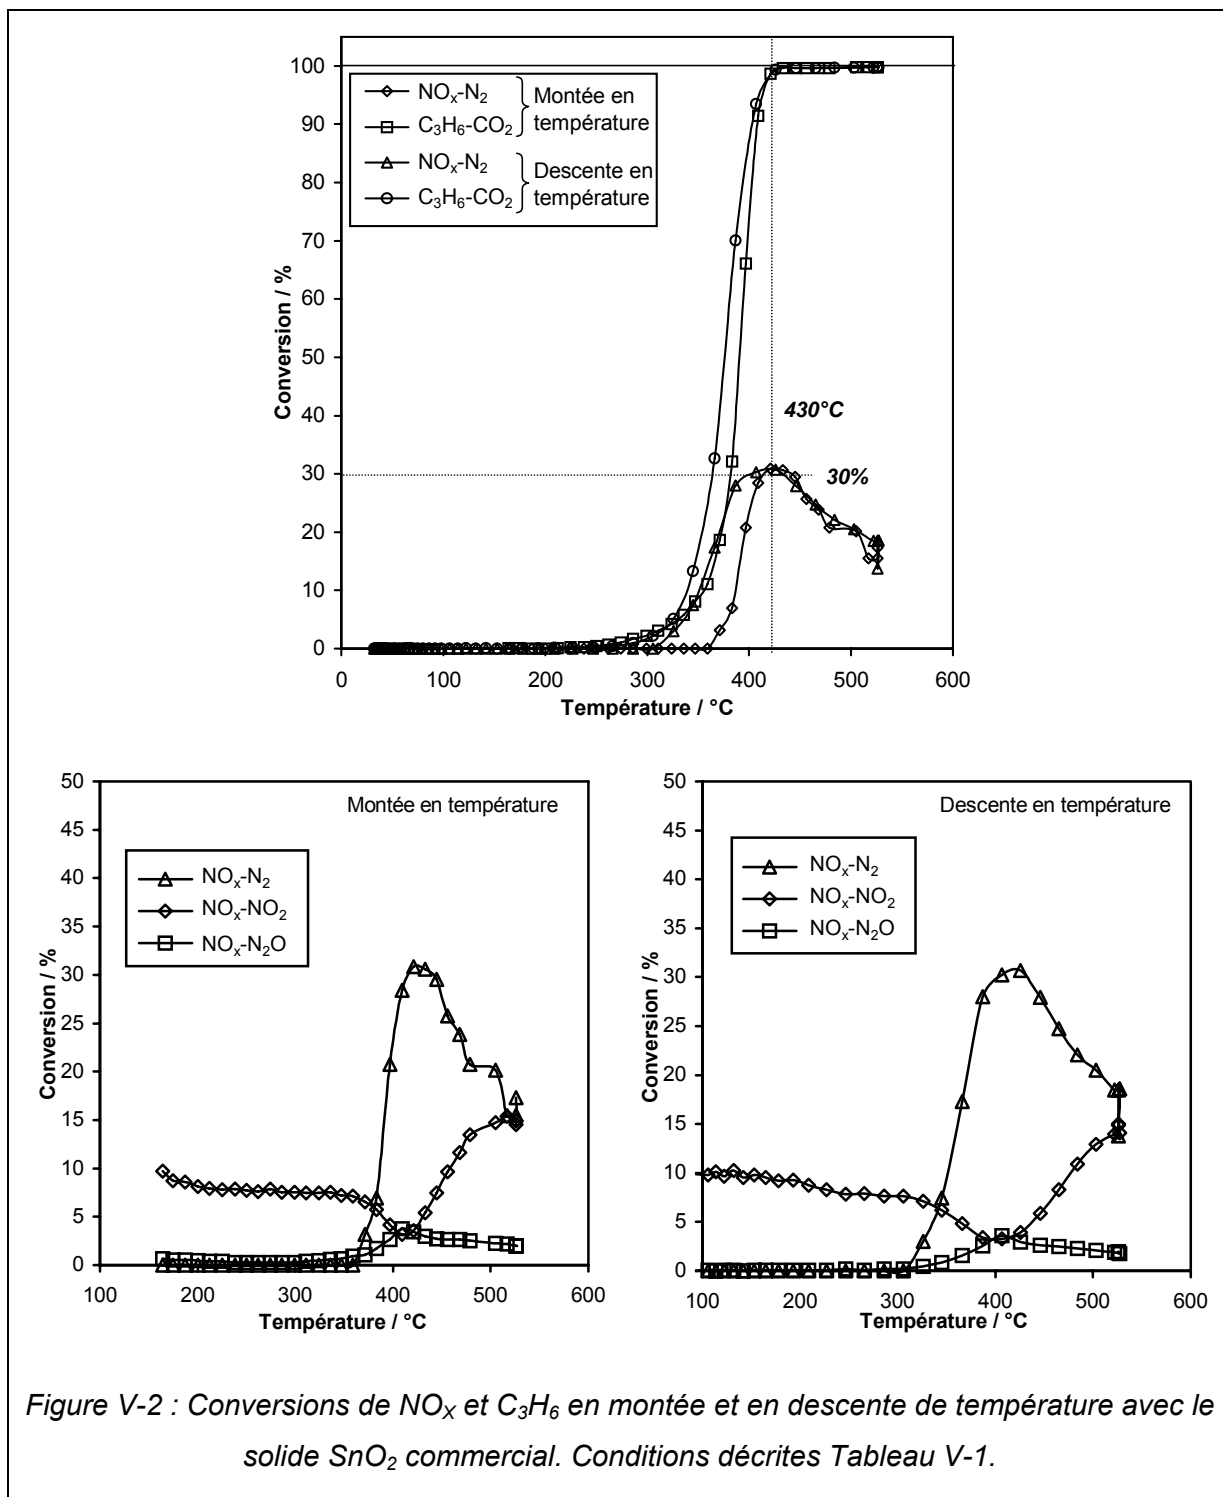 100
90
80
70
60
50
40
30
20
10
0
Conversion / %
NOx-N2
C3H6-CO2
Montée en
température
NOx-N2
C3H6-CO2
Descente en
température
430°C
30%
0 100 200 300 400 500 600
Température / °C
50
45
40
35
30
25
20
15
10
5
0
Conversion / %
Montée en température
NOx-N2
NOx-NO2
NOx-N2O
100 200 300 400 500 600
Température / °C
50
45
40
35
30
25
20
15
10
5
0
Conversion / %
Descente en température
NOx-N2
NOx-NO2
NOx-N2O
100 200 300 400 500 600
Température / °C
Figure V-2 : Conversions de NOX et C3H6 en montée et en descente de température avec le
solide SnO2 commercial. Conditions décrites Tableau V-1.